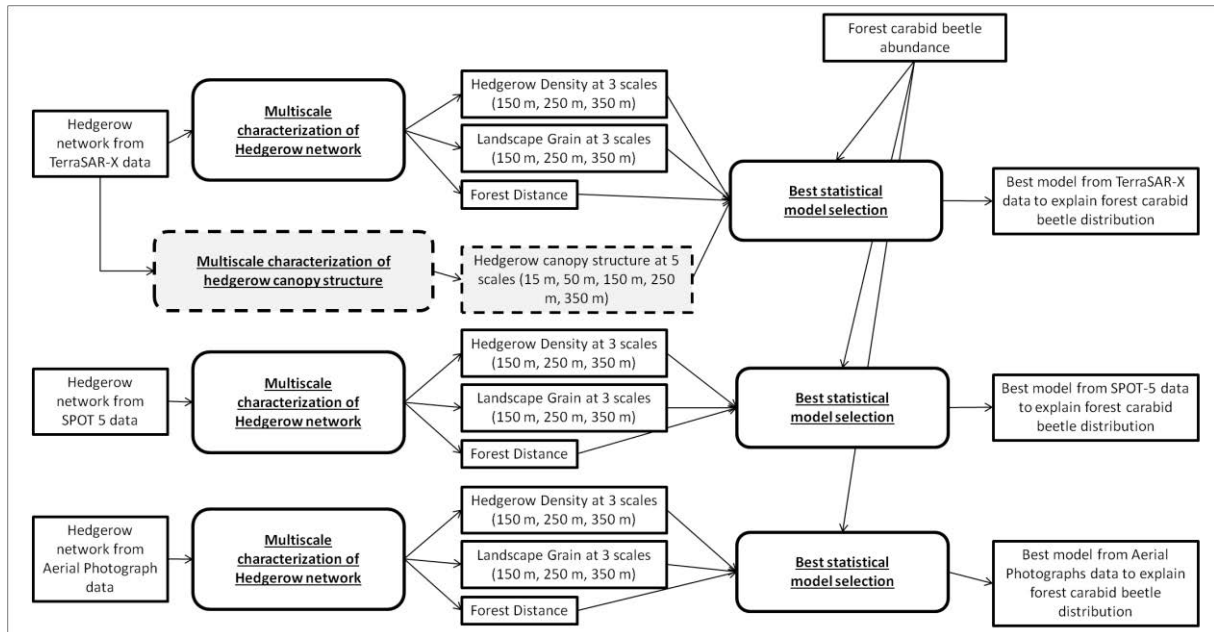 Forest carabid beetle
abundance
Hedgerow
network from
TerraSAR-X data
Multiscale
characterization of
Hedgerow network
Hedgerow Density at 3 scales
(150 m, 250 m, 350 m)
Landscape Grain at 3 scales
(150 m, 250 m, 350 m)
Forest Distance
Best statistical
model selection
Best model from TerraSAR-X
data to explain forest carabid
beetle distribution
Multiscale characterization of
hedgerow canopy structure
Hedgerow canopy structure at 5
scales (15 m, 50 m, 150 m, 250
m, 350 m)
Hedgerow
network from
SPOT 5 data
Multiscale
characterization of
Hedgerow network
Hedgerow Density at 3 scales
(150 m, 250 m, 350 m)
Landscape Grain at 3 scales
(150 m, 250 m, 350 m)
Forest Distance
Best statistical
model selection
Best model from SPOT-5 data
to explain forest carabid
beetle distribution
Hedgerow
network from
Aerial Photograph
data
Multiscale
characterization of
Hedgerow network
Hedgerow Density at 3 scales
(150 m, 250 m, 350 m)
Landscape Grain at 3 scales
(150 m, 250 m, 350 m)
Forest Distance
Best statistical
model selection
Best model from Aerial
Photographs data to explain
forest carabid beetle
distribution